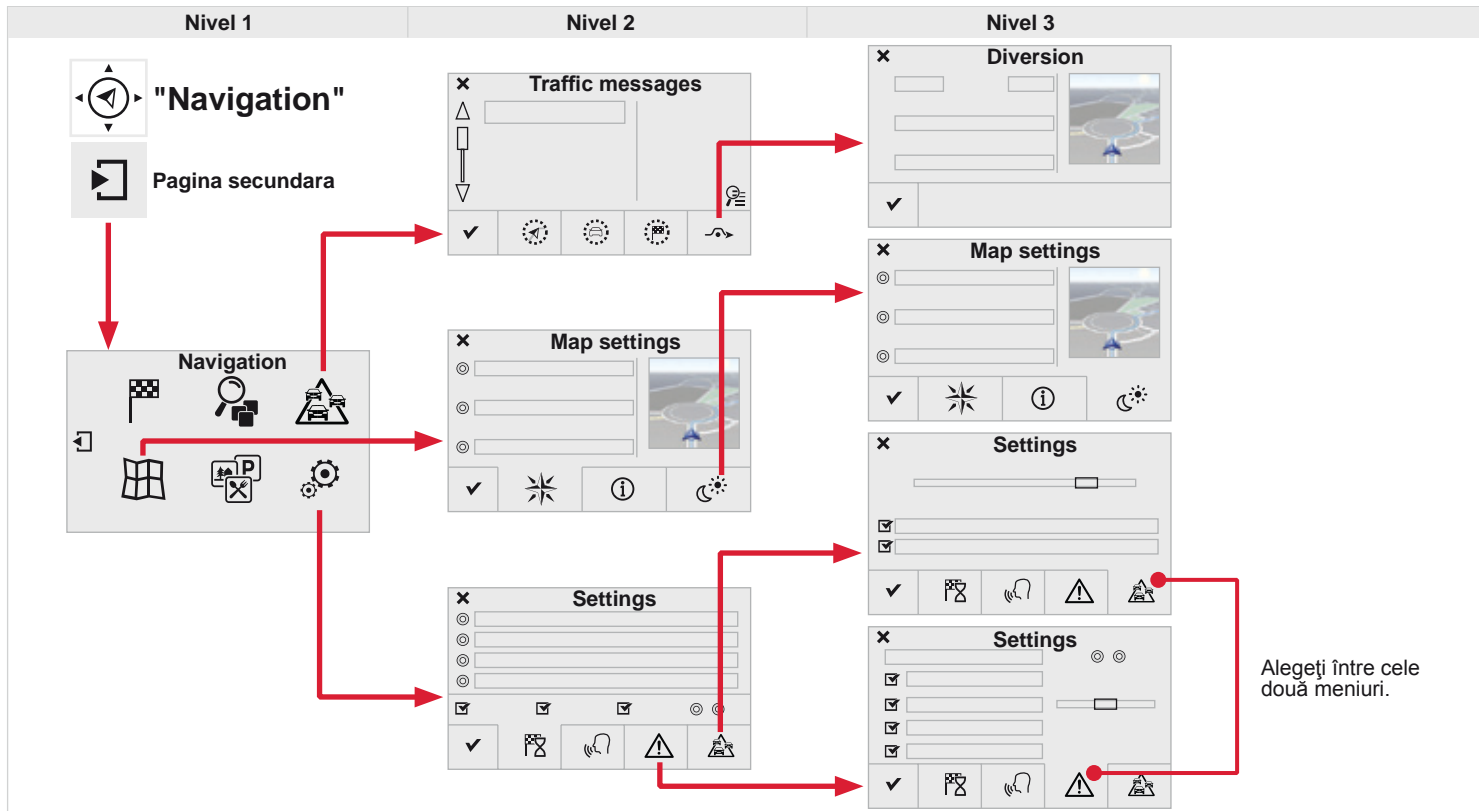 Nivel 1
Nivel 2
Nivel 3
"Navigation"
Pagina secundara
Navigation
P
Traffic messages
Map settings
Settings
Diversion
Map settings
Settings
Settings
Alegeţi între cele
două meniuri.